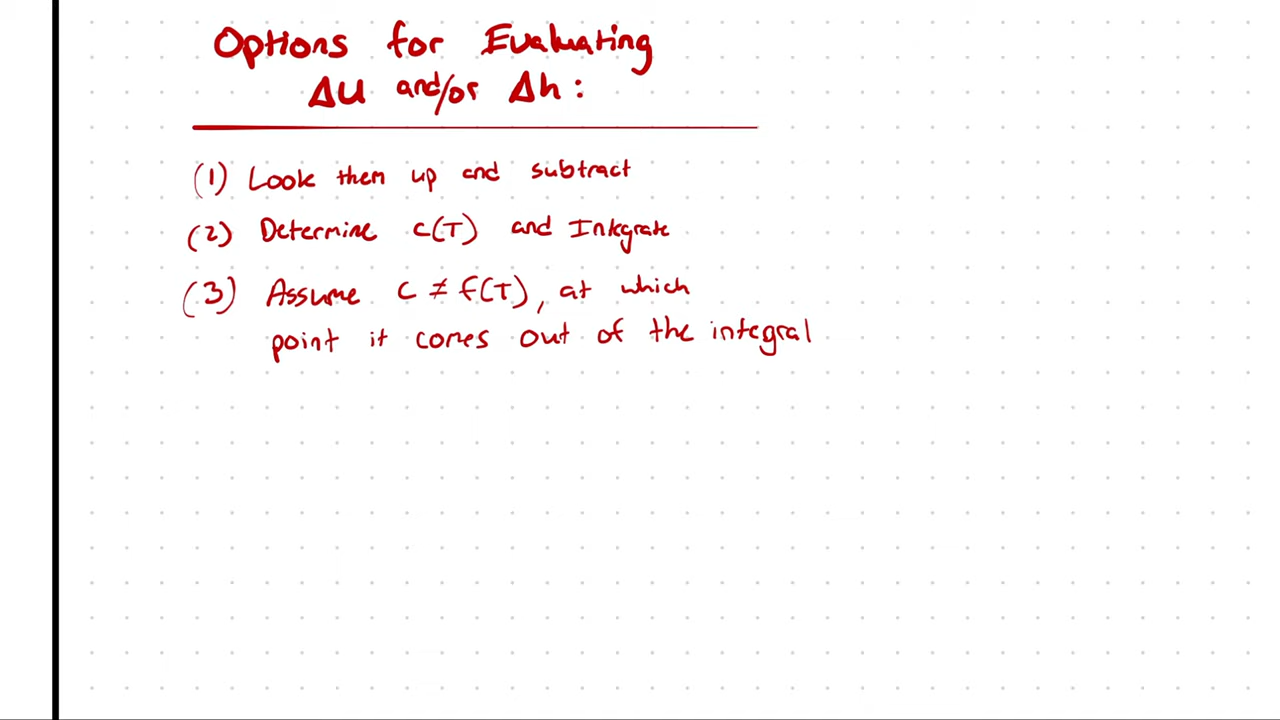 Options for Evaluating
Δu and/or Δh:
(1) Look them up and subtract
(2) Determine c(T) and Integrate
(3) Assume c ≠ f(T), at which
point it comes out of the integral